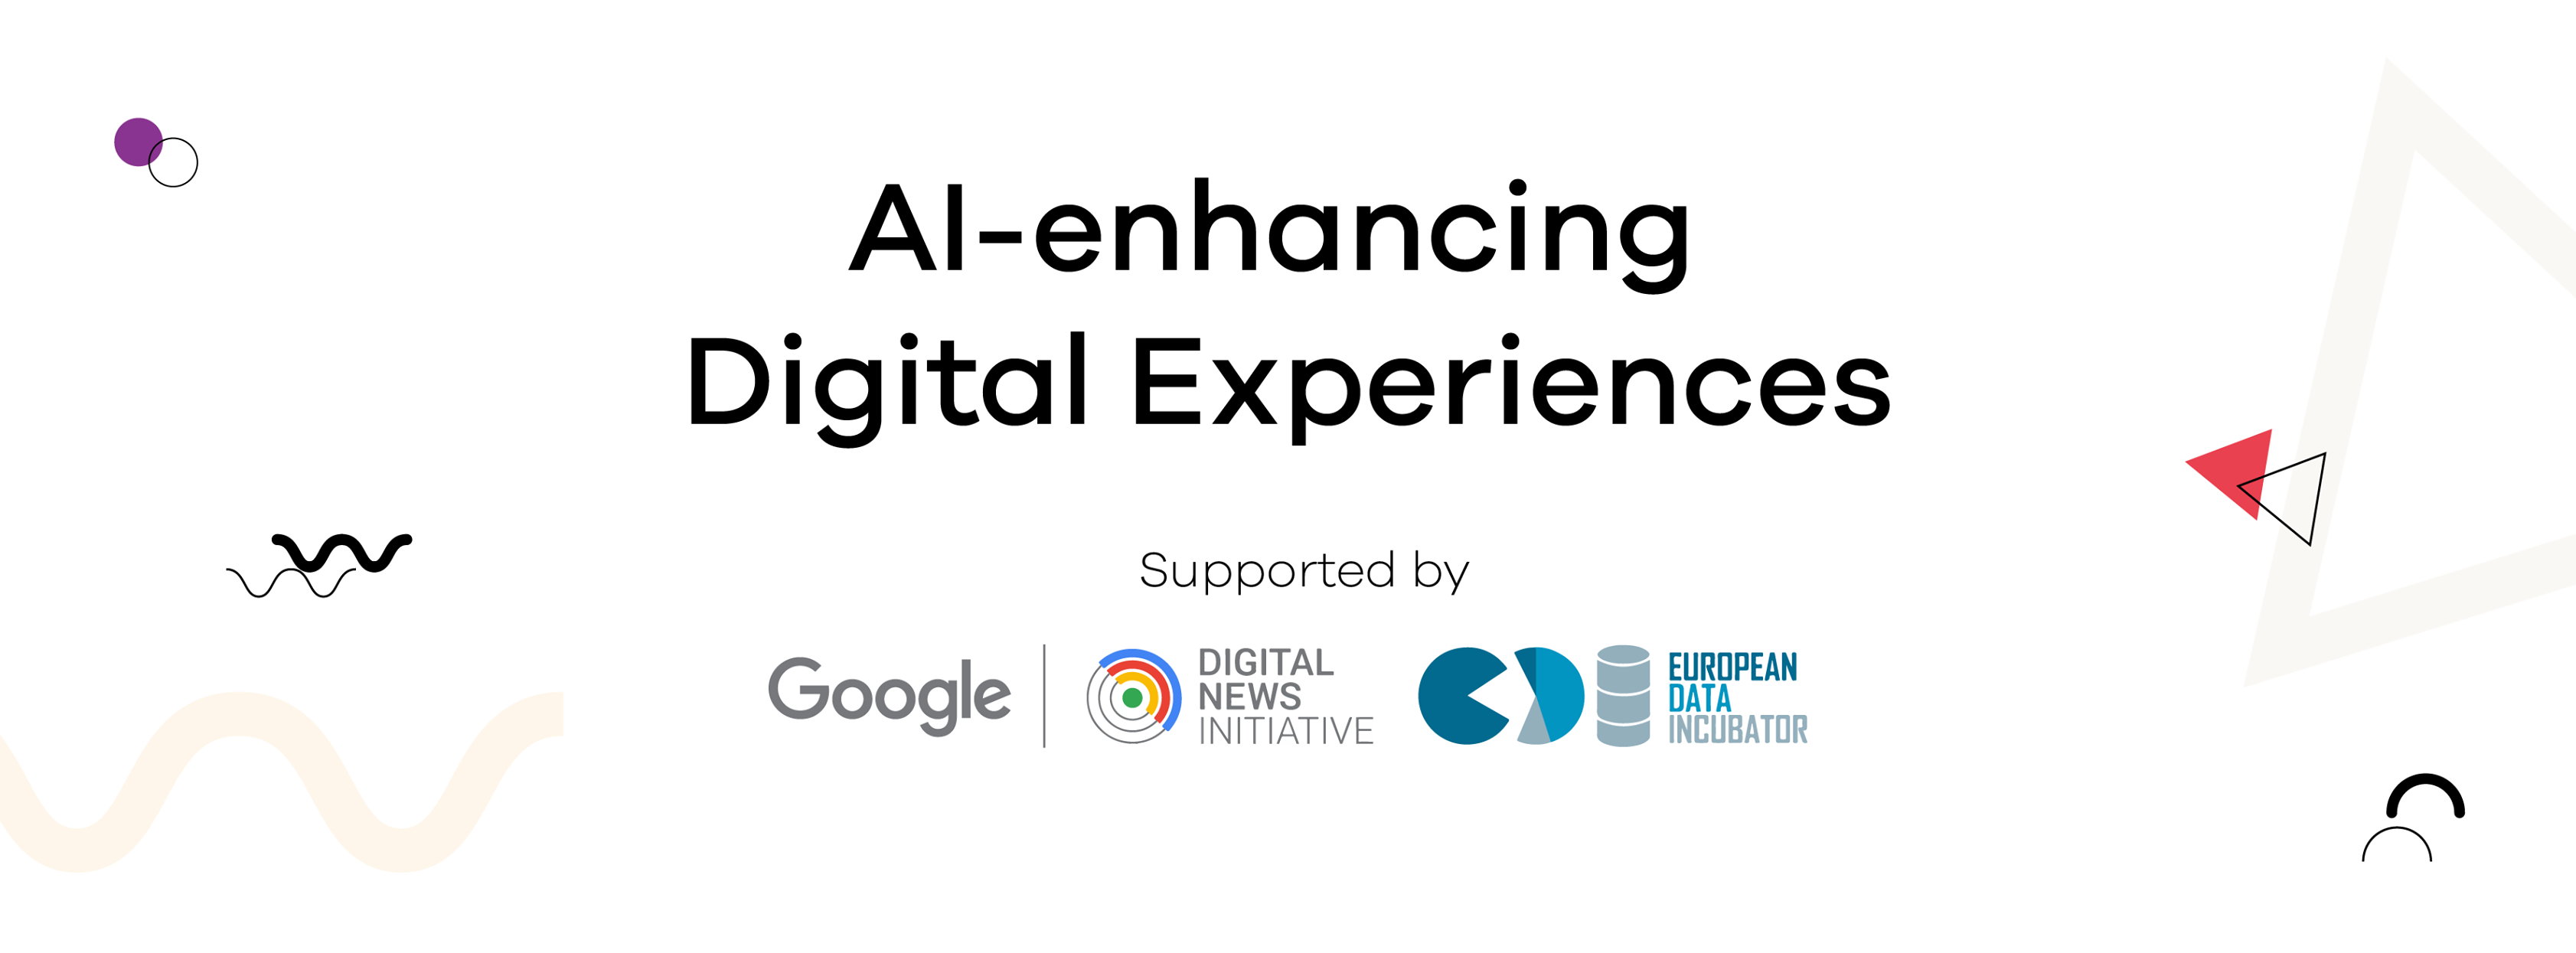 AI-enhancing
Digital Experiences
Supported by
Google
DIGITAL
NEWS
INITIATIVE
EUROPEAN
DATA
INCUBATOR